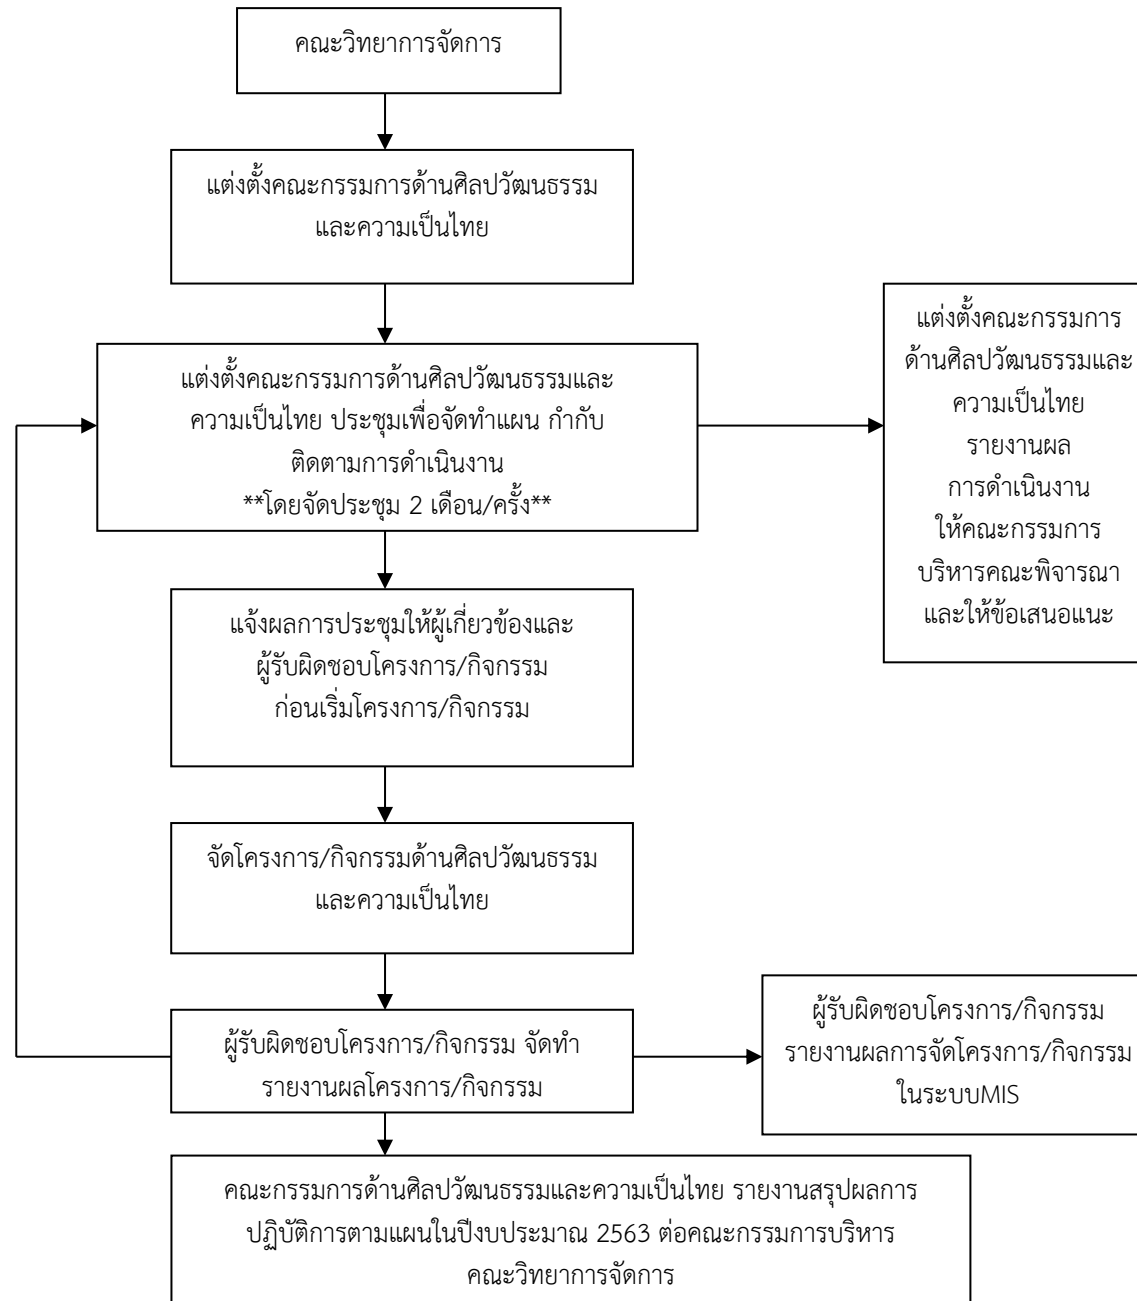 คณะวิทยาการจัดการ
แต่งตั้งคณะกรรมการด้านศิลปวัฒนธรรม
และความเป็นไทย
แต่งตั้งคณะกรรมการด้านศิลปวัฒนธรรมและ
ความเป็นไทย ประชุมเพื่อจัดทำแผน กำกับ
ติดตามการดำเนินงาน
**โดยจัดประชุม 2 เดือน/ครั้ง**
แต่งตั้งคณะกรรมการ
ด้านศิลปวัฒนธรรมและ
ความเป็นไทย
รายงานผล
การดำเนินงาน
ให้คณะกรรมการ
บริหารคณะพิจารณา
และให้ข้อเสนอแนะ
แจ้งผลการประชุมให้ผู้เกี่ยวข้องและ
ผู้รับผิดชอบโครงการ/กิจกรรม
ก่อนเริ่มโครงการ/กิจกรรม
จัดโครงการ/กิจกรรมด้านศิลปวัฒนธรรม
และความเป็นไทย
ผู้รับผิดชอบโครงการ/กิจกรรม จัดทำ
รายงานผลโครงการ/กิจกรรม
ผู้รับผิดชอบโครงการ/กิจกรรม
รายงานผลการจัดโครงการ/กิจกรรม
ในระบบMIS
คณะกรรมการด้านศิลปวัฒนธรรมและความเป็นไทย รายงานสรุปผลการ
ปฏิบัติการตามแผนในปีงบประมาณ 2563 ต่อคณะกรรมการบริหาร
คณะวิทยาการจัดการ